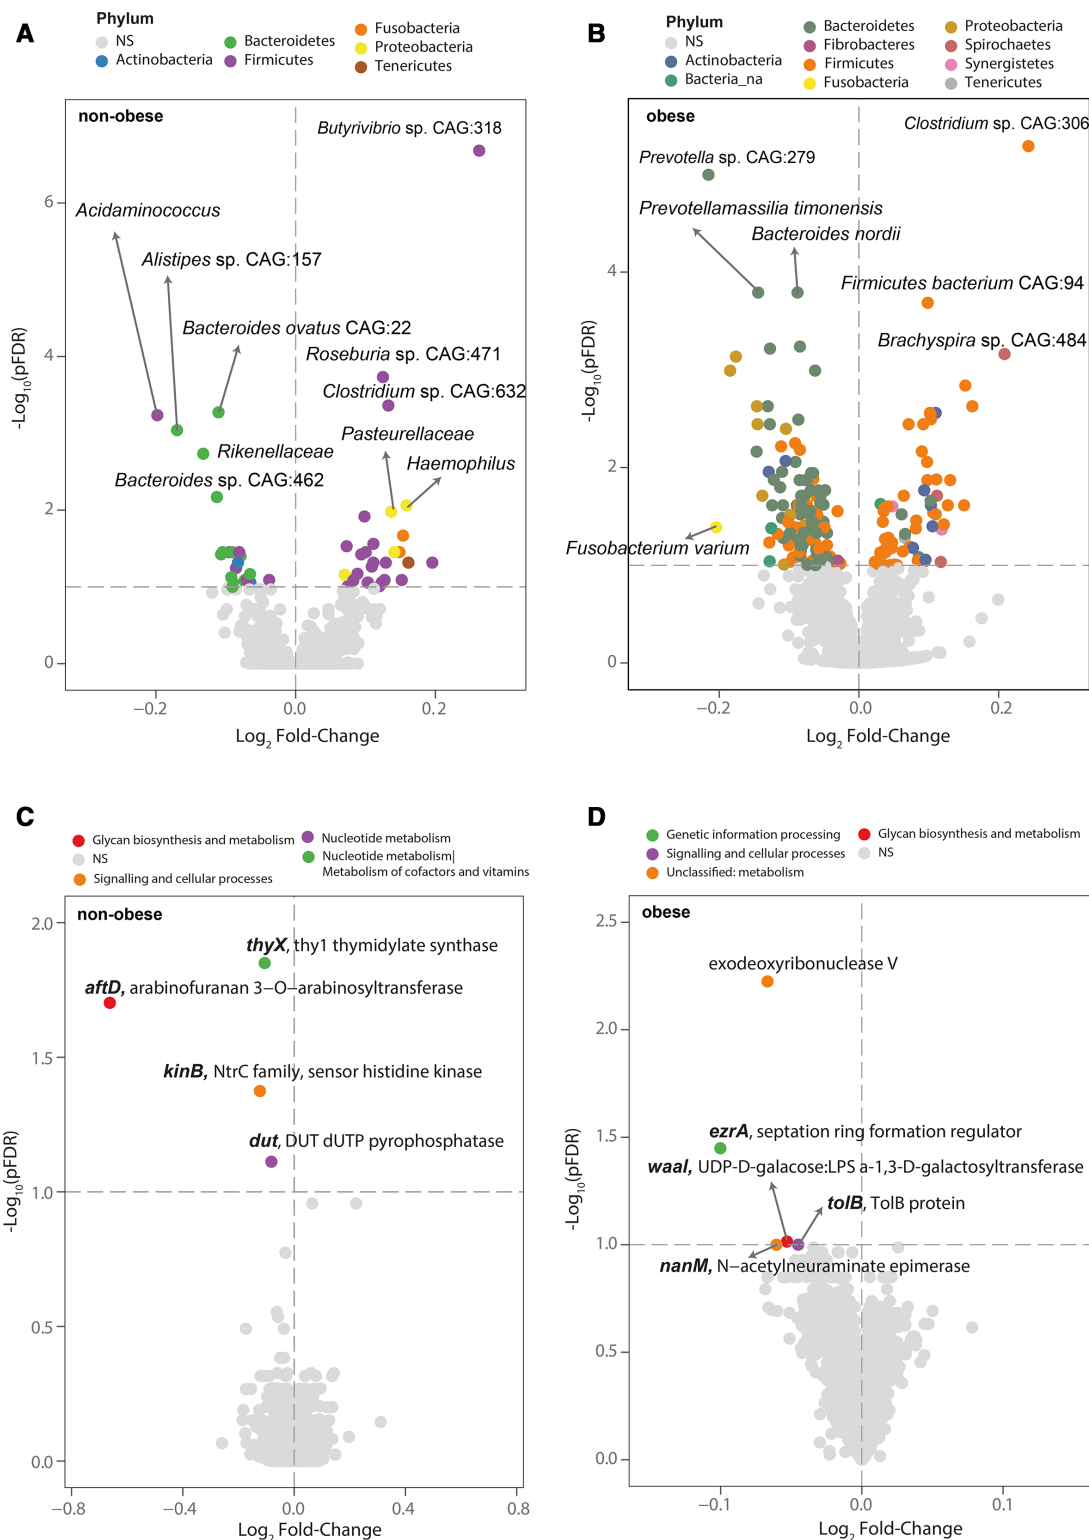 A
Phylum
NS
Actinobacteria
Bacteroidetes
Firmicutes
Fusobacteria
Proteobacteria
Tenericutes
non-obese
Butyrivibrio sp. CAG:318
Acidaminococcus
Alistipes sp. CAG:157
Bacteroides ovatus CAG:22
Roseburia sp. CAG:471
Clostridium sp. CAG:632
Pasteurellaceae
Rikenellaceae
Haemophilus
Bacteroides sp. CAG:462
6
4
2
0
-Log10(pFDR)
−0.2
0.0
0.2
Log2 Fold-Change
B
Phylum
NS
Actinobacteria
Bacteria_na
Bacteroidetes
Fibrobacteres
Firmicutes
Fusobacteria
Proteobacteria
Spirochaetes
Synergistetes
Tenericutes
obese
Clostridium sp. CAG:306
Prevotella sp. CAG:279
Prevotellamassilia timonensis
Bacteroides nordii
Firmicutes bacterium CAG:94
Brachyspira sp. CAG:484
Fusobacterium varium
4
2
0
-Log10(pFDR)
−0.2
0.0
0.2
Log2 Fold-Change
C
Glycan biosynthesis and metabolism
NS
Signalling and cellular processes
Nucleotide metabolism
Nucleotide metabolism|
Metabolism of cofactors and vitamins
non-obese
thyX, thy1 thymidylate synthase
aftD, arabinofuranan 3−O−arabinosyltransferase
kinB, NtrC family, sensor histidine kinase
dut, DUT dUTP pyrophosphatase
2.0
1.5
1.0
0.5
0.0
-Log10(pFDR)
−0.8
−0.4
0.0
0.4
0.8
Log2 Fold-Change
D
Genetic information processing
Signalling and cellular processes
Unclassified: metabolism
Glycan biosynthesis and metabolism
NS
obese
exodeoxyribonuclease V
ezrA, septation ring formation regulator
waal, UDP-D-galacose:LPS a-1,3-D-galactosyltransferase
tolB, TolB protein
nanM, N−acetylneuraminate epimerase
2.5
2.0
1.5
1.0
0.5
0.0
-Log10(pFDR)
−0.1
0.0
0.1
Log2 Fold-Change